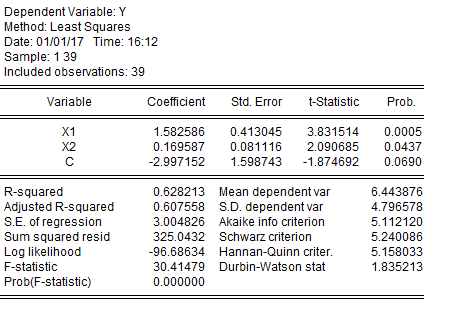 Dependent Variable: Y
Method: Least Squares
Date: 01/01/17 Time: 16:12
Sample: 1 39
Included observations: 39
Variable Coefficient Std. Error t-Statistic Prob.
X1 1.582586 0.413045 3.831514 0.0005
X2 0.169587 0.081116 2.090685 0.0437
C -2.997152 1.598743 -1.874692 0.0690
R-squared 0.628213 Mean dependent var 6.443876
Adjusted R-squared 0.607558 S.D. dependent var 4.796578
S.E. of regression 3.004826 Akaike info criterion 5.112120
Sum squared resid 325.0432 Schwarz criterion 5.240086
Log likelihood -96.68634 Hannan-Quinn criter. 5.158033
F-statistic 30.41479 Durbin-Watson stat 1.835213
Prob(F-statistic) 0.000000